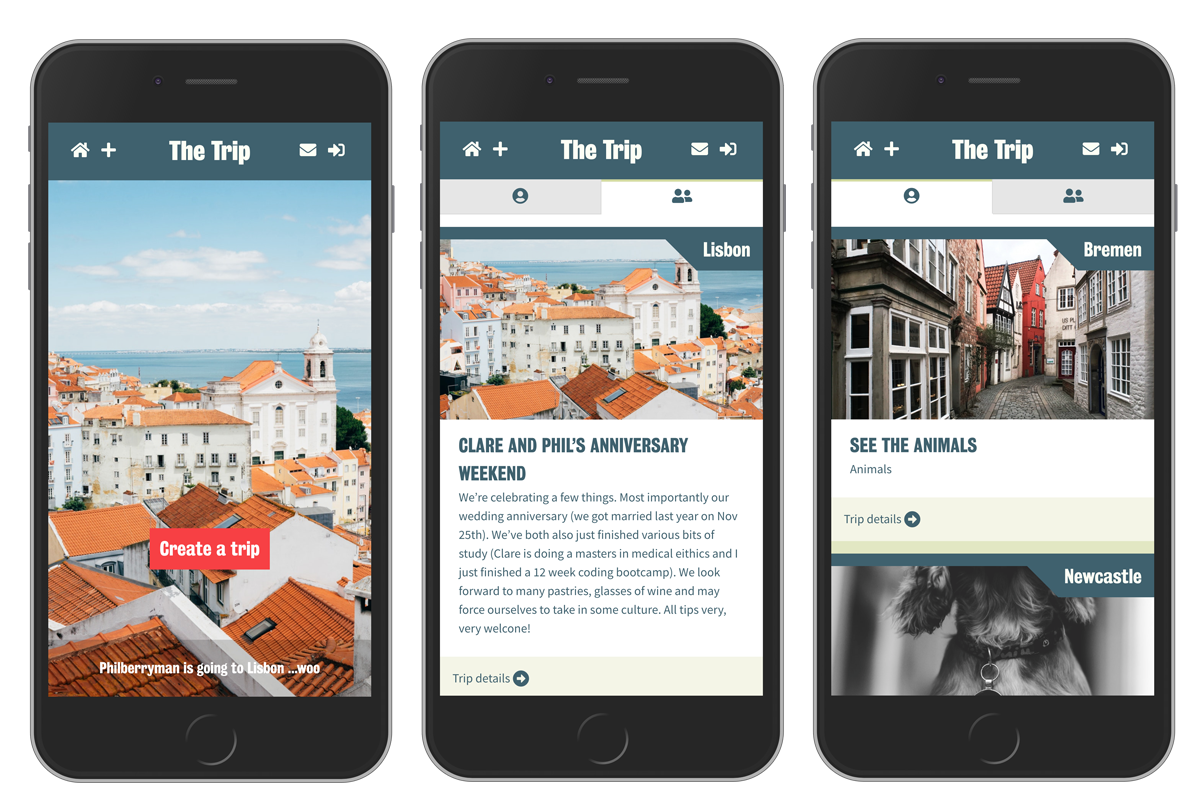 The Trip
Create a trip
Philberryman is going to Lisbon ...woo
The Trip
Lisbon
CLARE AND PHIL'S ANNIVERSARY
WEEKEND
We're celebrating a few things. Most importantly our
wedding anniversary (we got married last year on Nov
25th). We've both also just finished various bits of
study (Clare is doing a masters in medical eithics and I
just finished a 12 week coding bootcamp). We look
forward to many pastries, glasses of wine and may
force ourselves to take in some culture. All tips very,
very welcome!
Trip details
The Trip
Bremen
SEE THE ANIMALS
Animals
Trip details
Newcastle